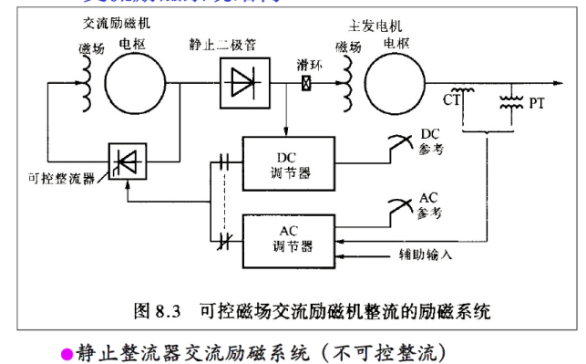 交流励磁机
磁场
电枢
静止二极管
滑环
主发电机
磁场
电枢
CT
PT
可控整流器
DC
调节器
DC
参考
AC
调节器
AC
参考
辅助输入
图 8.3 可控磁场交流励磁机整流的励磁系统
●静止整流器交流励磁系统（不可控整流）